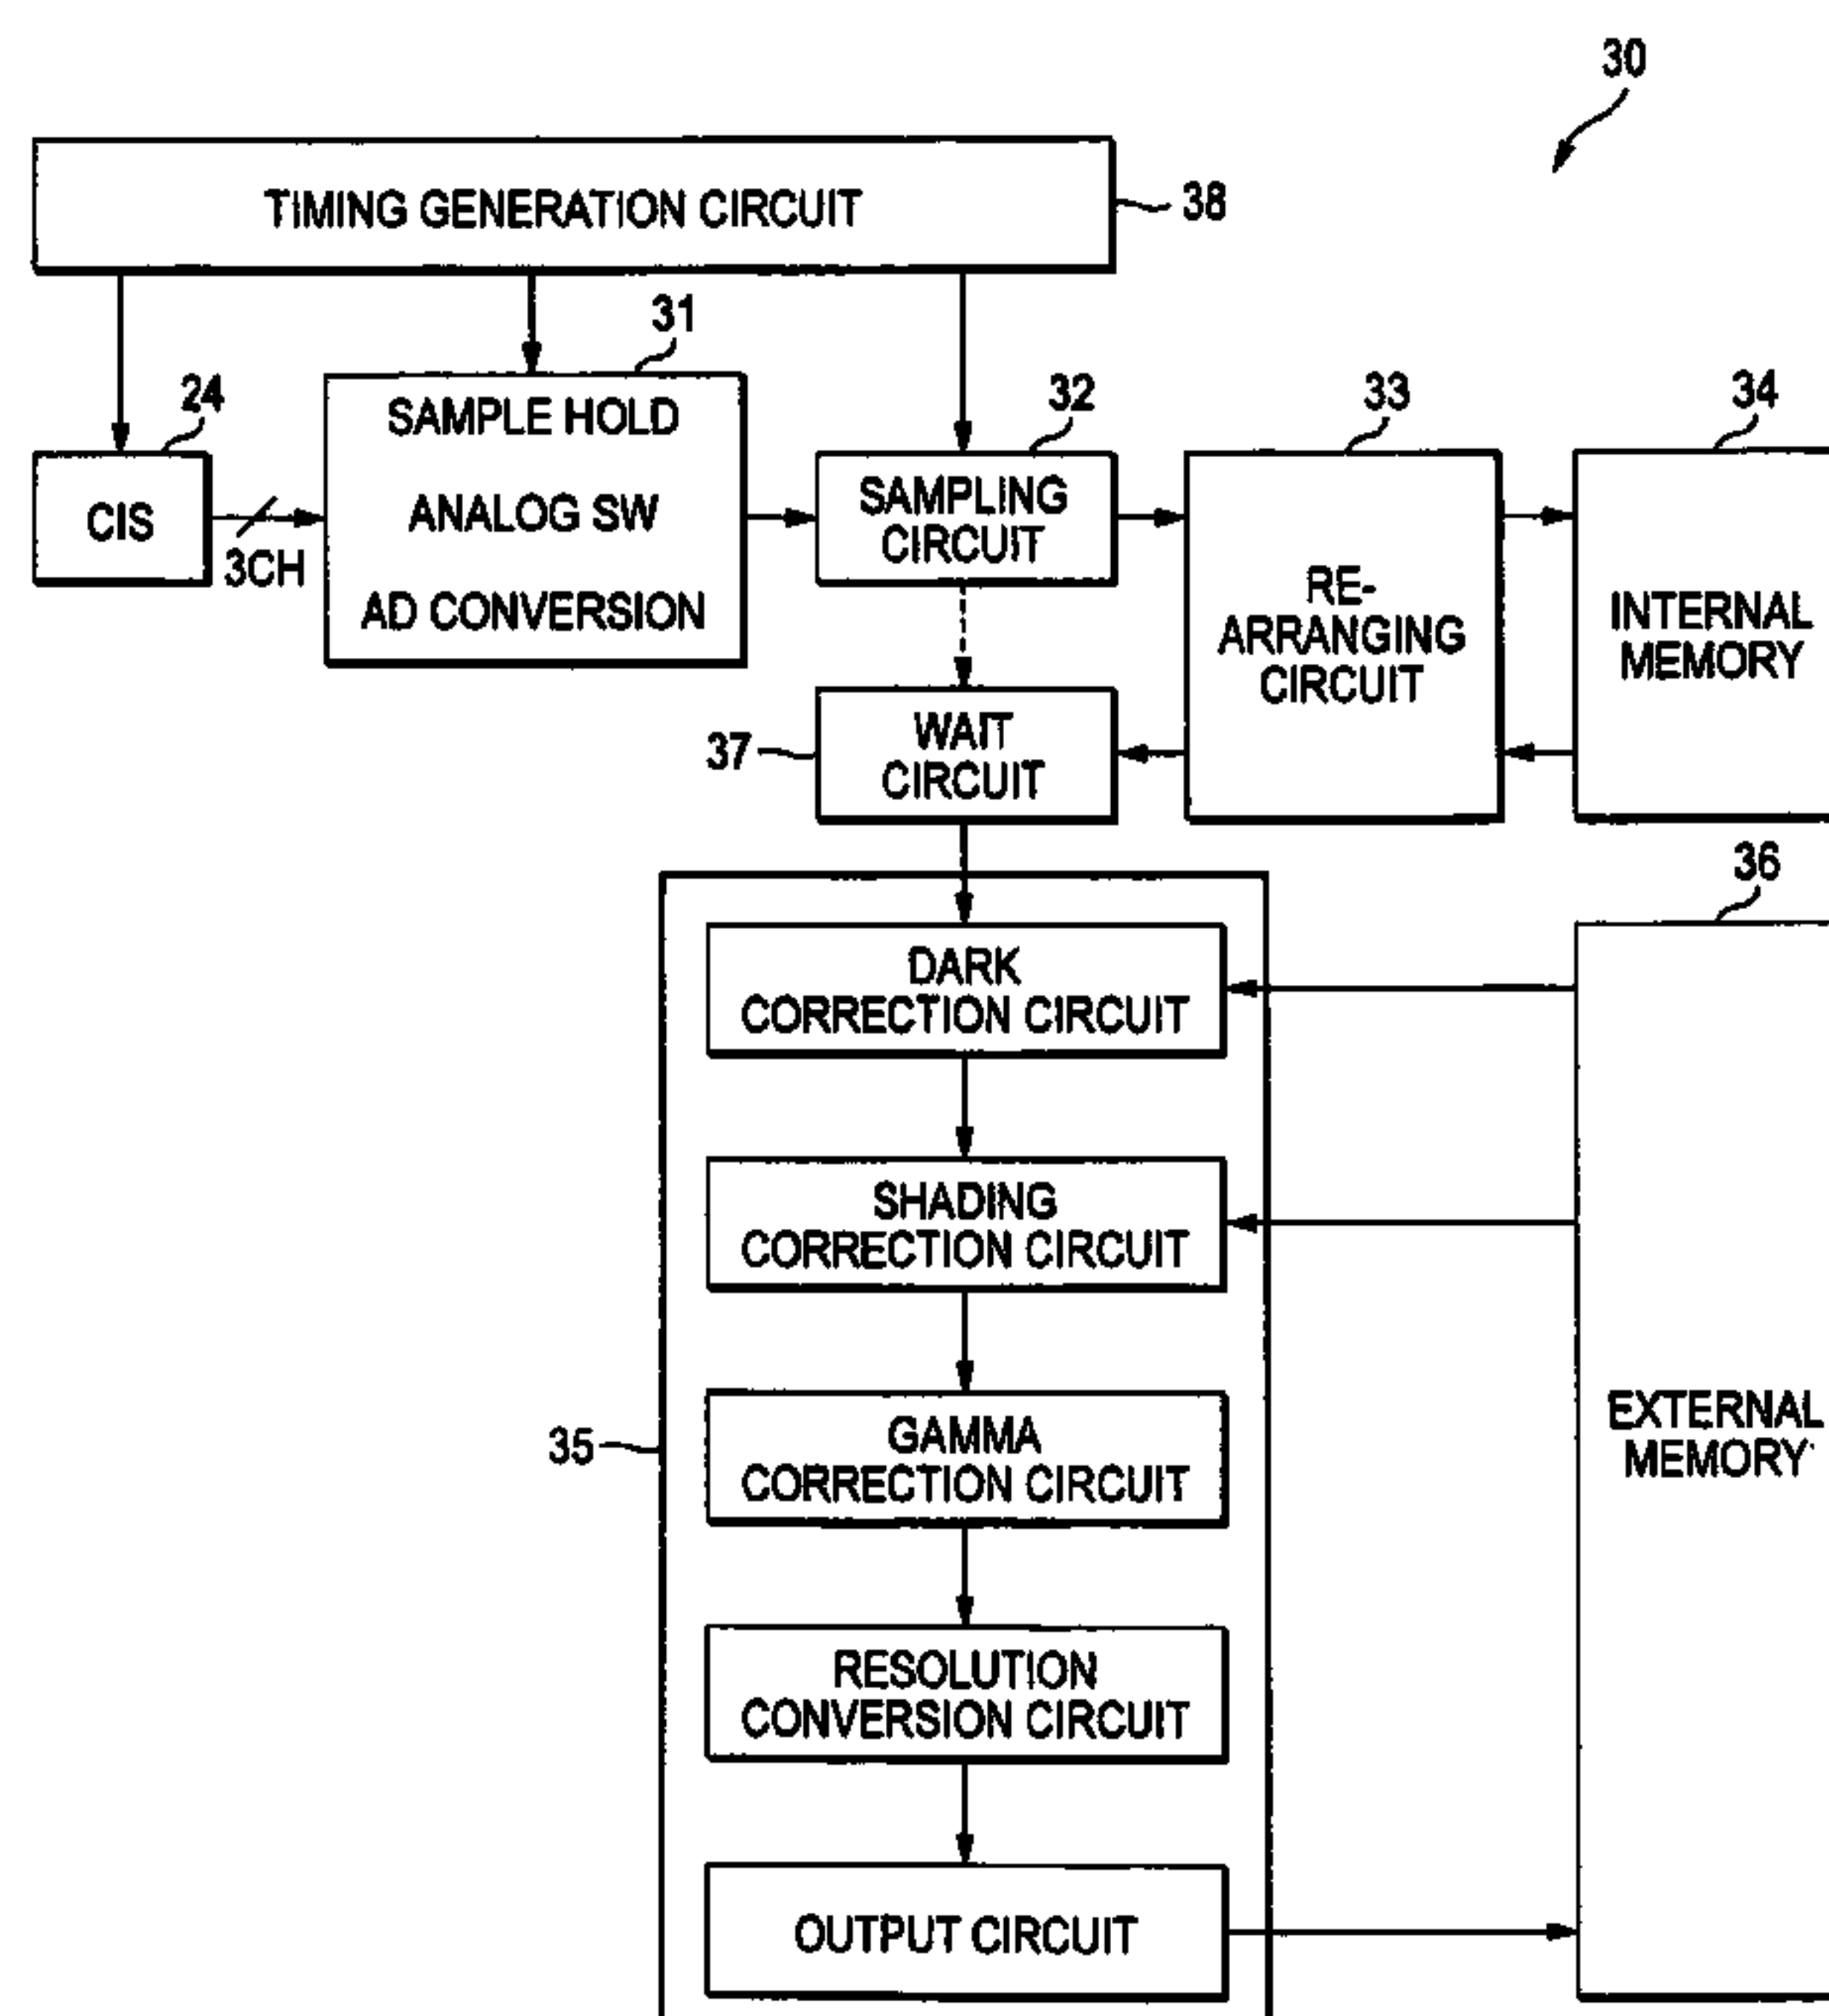 30
TIMING GENERATION CIRCUIT
38
31
24
32
33
34
SAMPLE HOLD
ANALOG SW
AD CONVERSION
CIS
3CH
SAMPLING
CIRCUIT
RE-
ARRANGING
CIRCUIT
INTERNAL
MEMORY
37
WAIT
CIRCUIT
36
DARK
CORRECTION CIRCUIT
SHADING
CORRECTION CIRCUIT
35
GAMMA
CORRECTION CIRCUIT
EXTERNAL
MEMORY
RESOLUTION
CONVERSION CIRCUIT
OUTPUT CIRCUIT